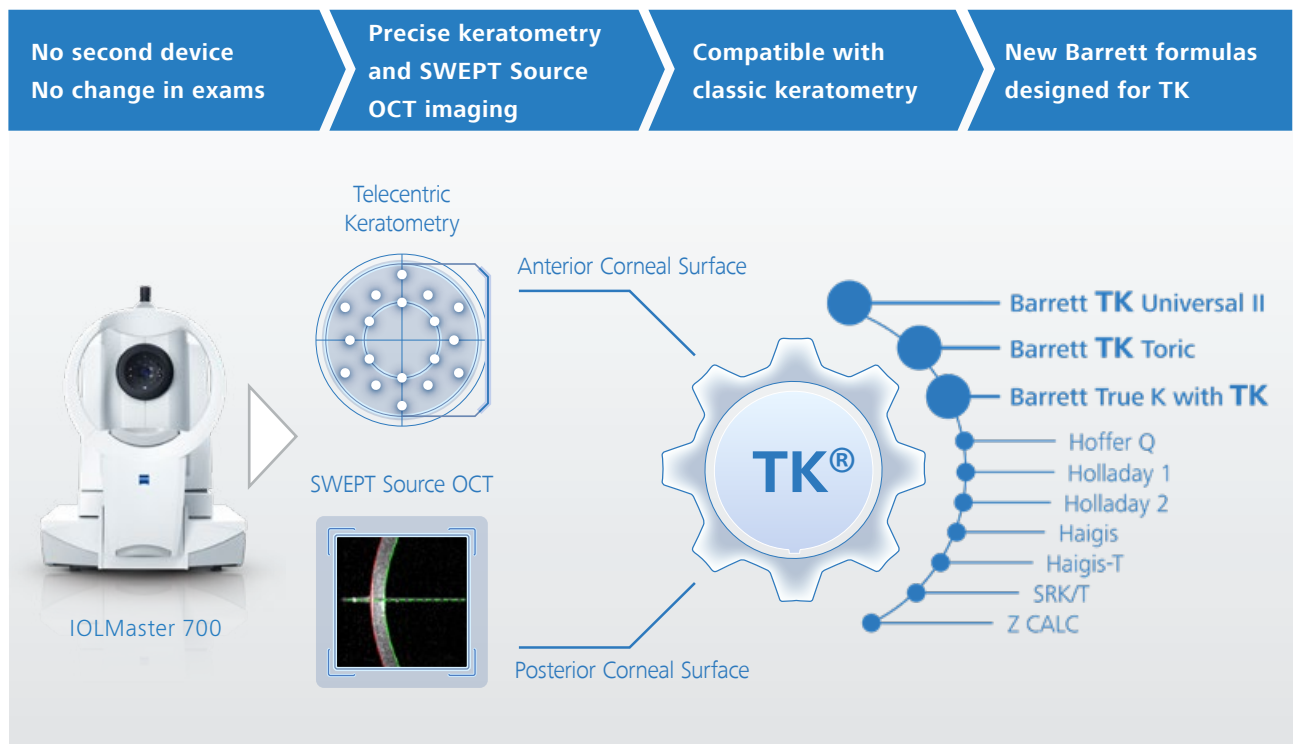 No second device
No change in exams
Precise keratometry
and SWEPT Source
OCT imaging
Compatible with
classic keratometry
New Barrett formulas
designed for TK
Telecentric
Keratometry
Anterior Corneal Surface
SWEPT Source OCT
IOLMaster 700
Posterior Corneal Surface
TK®
Barrett TK Universal II
Barrett TK Toric
Barrett True K with TK
Hoffer Q
Holladay 1
Holladay 2
Haigis
Haigis-T
SRK/T
Z CALC